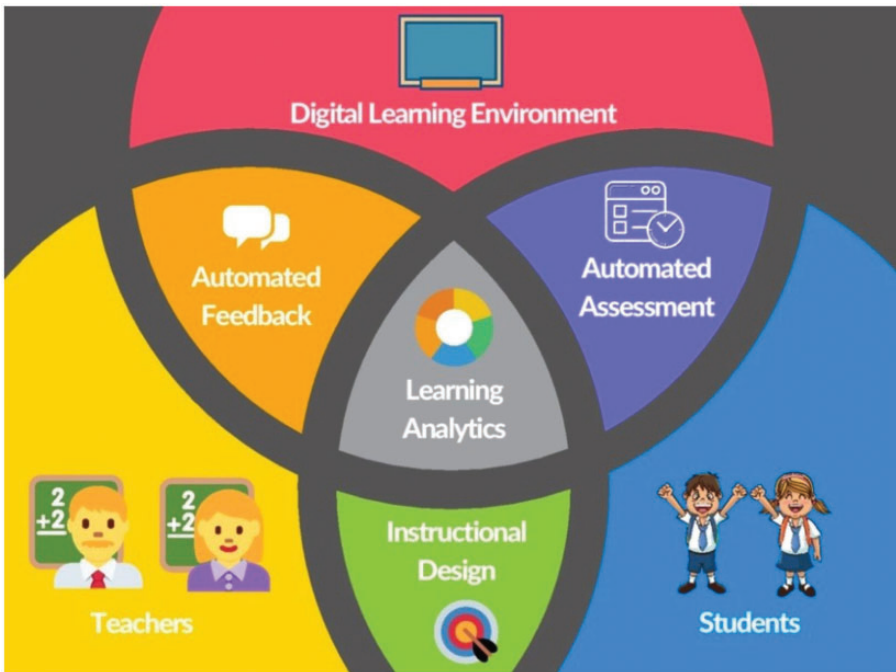 Digital Learning Environment
Automated
Feedback
Automated
Assessment
Learning
Analytics
2
+2
2
+2
Instructional
Design
Teachers
Students